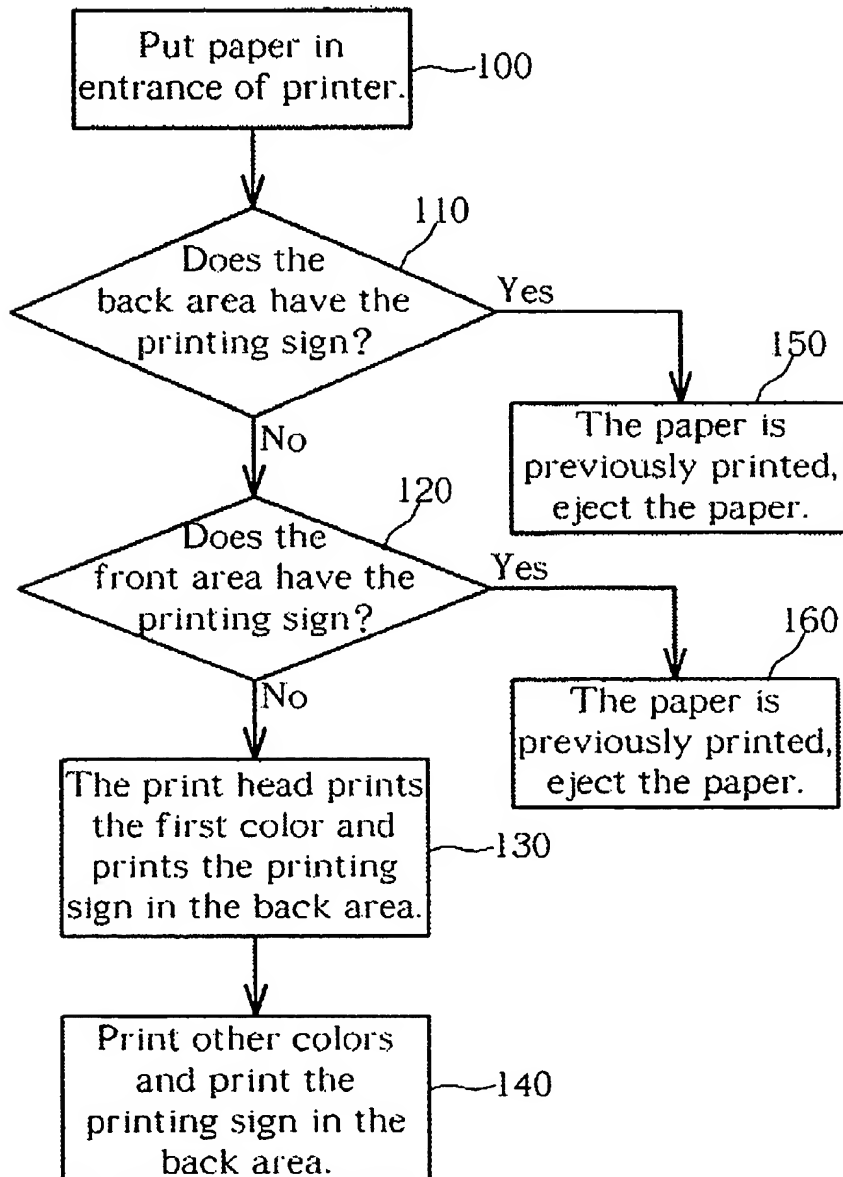 Put paper in
entrance of printer.
100
110
Does the
back area have the
printing sign?
Yes
150
The paper is
previously printed,
eject the paper.
No
120
Does the
front area have the
printing sign?
Yes
160
The paper is
previously printed,
eject the paper.
No
The print head prints
the first color and
prints the printing
sign in the back area.
130
Print other colors
and print the
printing sign in the
back area.
140